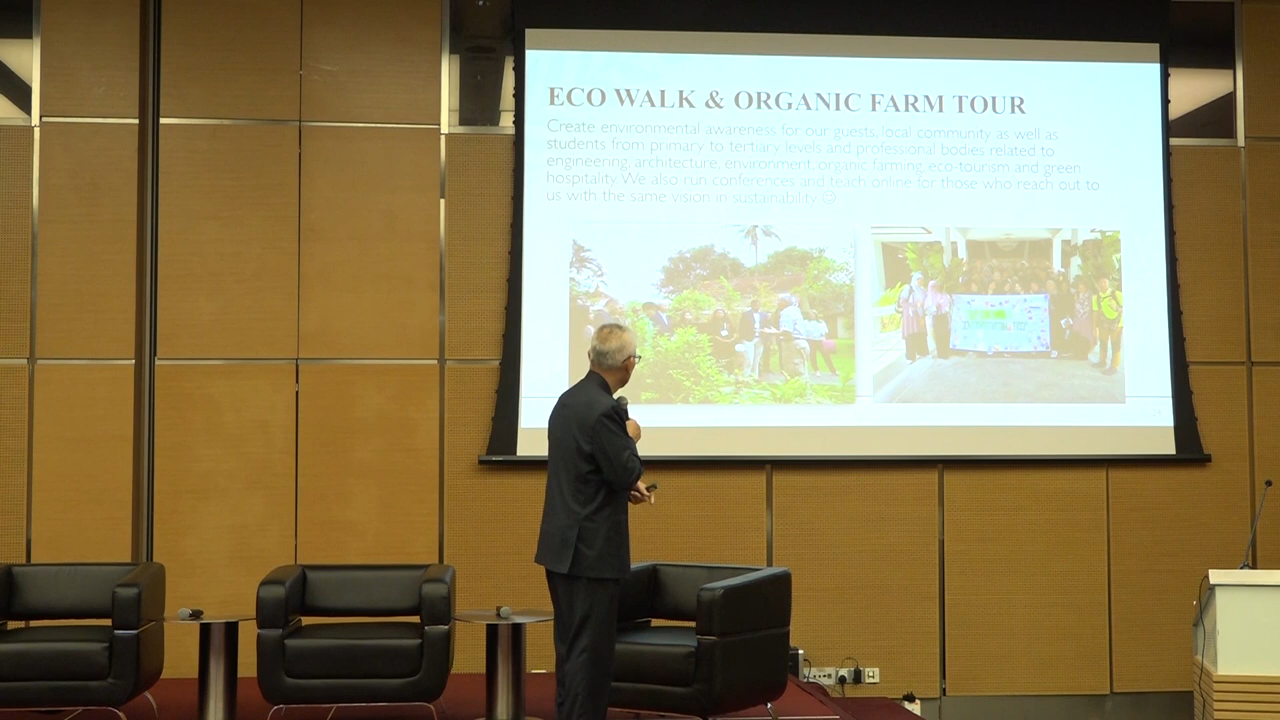 ECO WALK & ORGANIC FARM TOUR
Create environmental awareness for our guests, local community as well as
students from primary to tertiary levels and professional bodies related to
engineering, architecture, environment, organic farming, eco-tourism and green
hospitality. We also run conferences and teach online for those who reach out to
us with the same vision in sustainability ☺